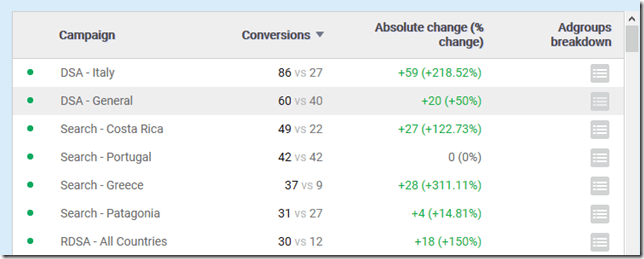 Campaign Conversions Absolute change (% change) Adgroups breakdown
DSA - Italy 86 vs 27 +59 (+218.52%)
DSA - General 60 vs 40 +20 (+50%)
Search - Costa Rica 49 vs 22 +27 (+122.73%)
Search - Portugal 42 vs 42 0 (0%)
Search - Greece 37 vs 9 +28 (+311.11%)
Search - Patagonia 31 vs 27 +4 (+14.81%)
RDSA - All Countries 30 vs 12 +18 (+150%)